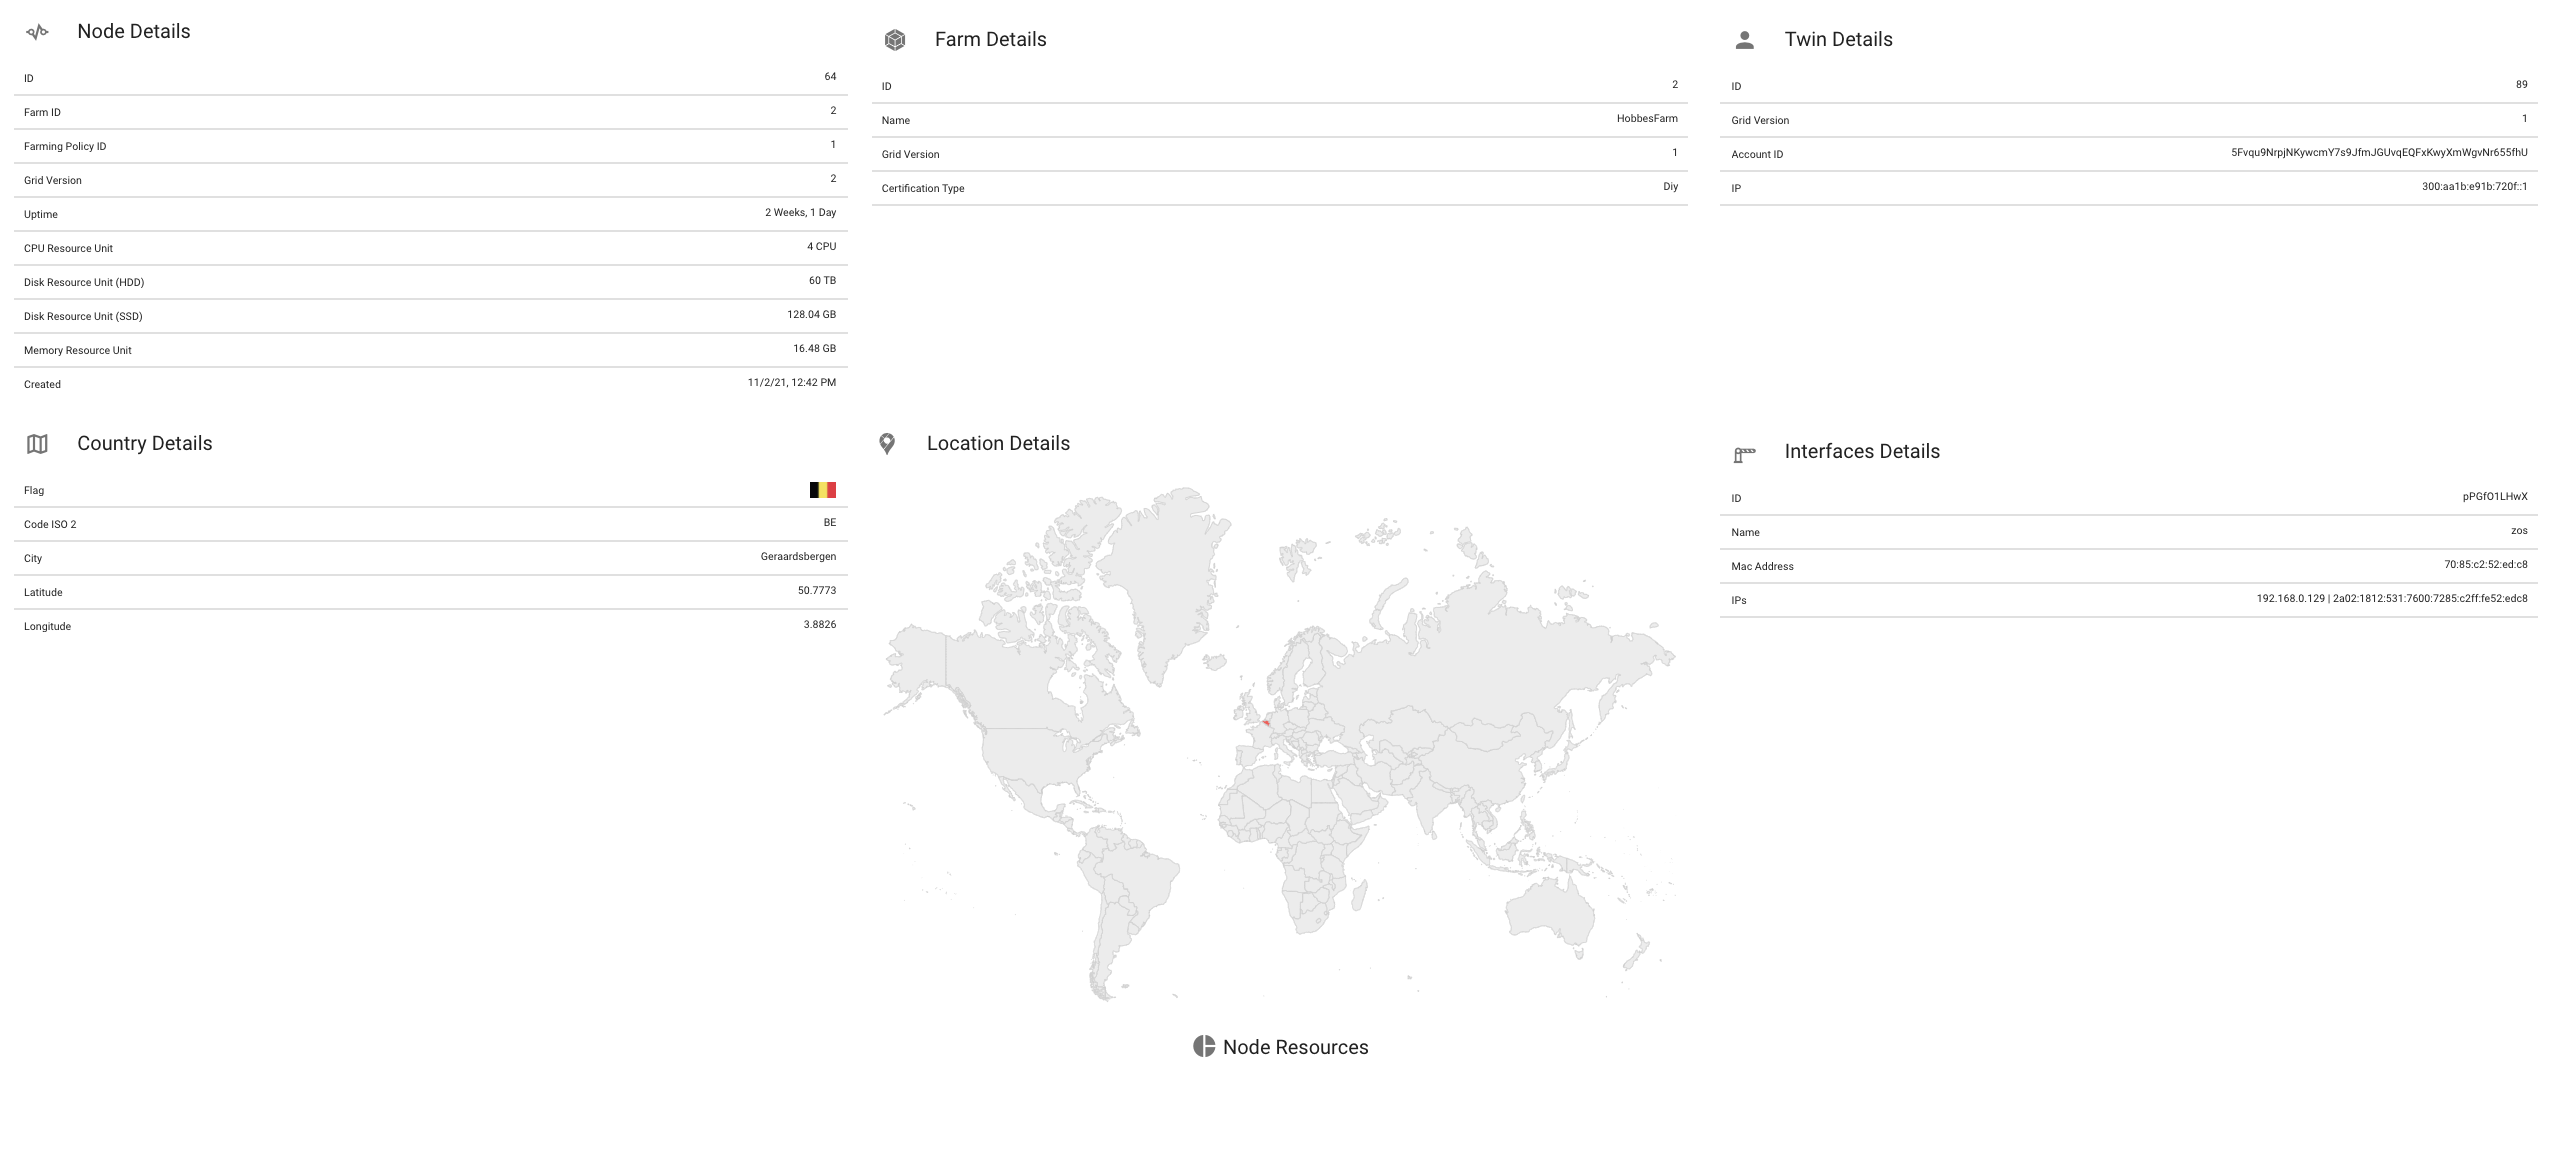 Node Details
ID 64
Farm ID 2
Farming Policy ID 1
Grid Version 2
Uptime 2 Weeks, 1 Day
CPU Resource Unit 4 CPU
Disk Resource Unit (HDD) 60 TB
Disk Resource Unit (SSD) 128.04 GB
Memory Resource Unit 16.48 GB
Created 11/2/21, 12:42 PM
Farm Details
ID 2
Name HobbesFarm
Grid Version 1
Certification Type Diy
Twin Details
ID 89
Grid Version 1
Account ID 5Fvqu9NrpjNKywcmY7s9JfmJGUvqEQFxKwyXmWgvNr655fhU
IP 300:aa1b:e91b:720f::1
Country Details
Flag
Code ISO 2 BE
City Geraardsbergen
Latitude 50.7773
Longitude 3.8826
Location Details
Interfaces Details
ID pPGfO1LHwX
Name zos
Mac Address 70:85:c2:52:ed:c8
IPs 192.168.0.129 | 2a02:1812:531:7600:7285:c2ff:fe52:edc8
Node Resources